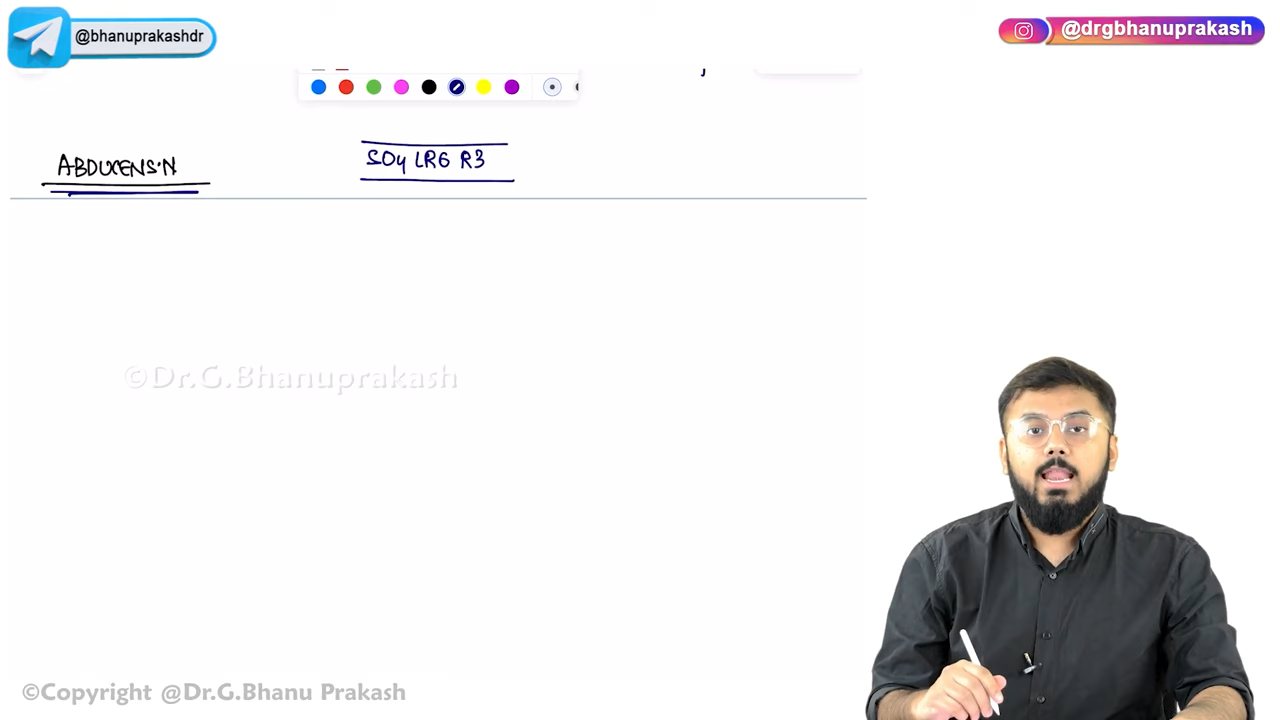 @bhanuprakashdr
@drgbhanuprakash
ABDUCENS.N
SO4 LR6 R3
©Dr.G.Bhanuprakash
©Copyright @Dr.G.Bhanu Prakash